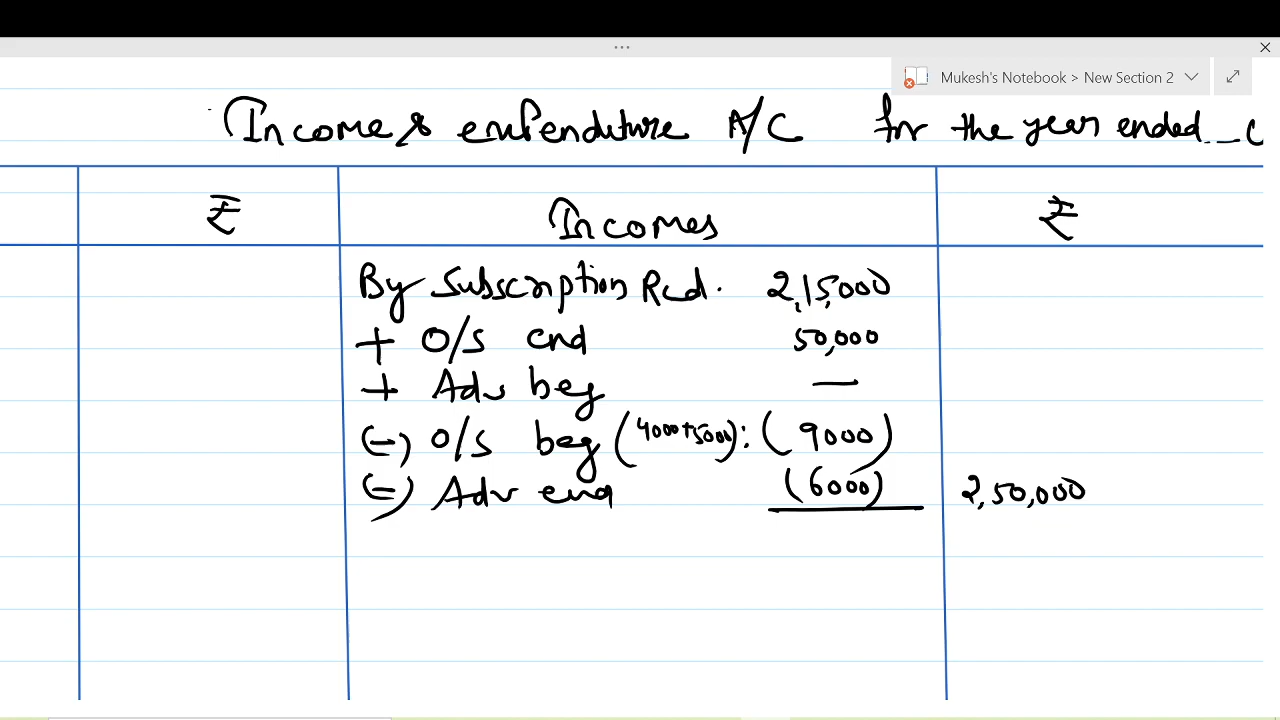 Mukesh's Notebook > New Section 2
Income & expenditure A/C for the year ended
₹ Incomes ₹
By Subscription Rcd. 2,15,000
+ O/S end 50,000
+ Adv beg —
(-) O/S beg (4000+5000): (9000)
(-) Adv end (6000) 2,50,000